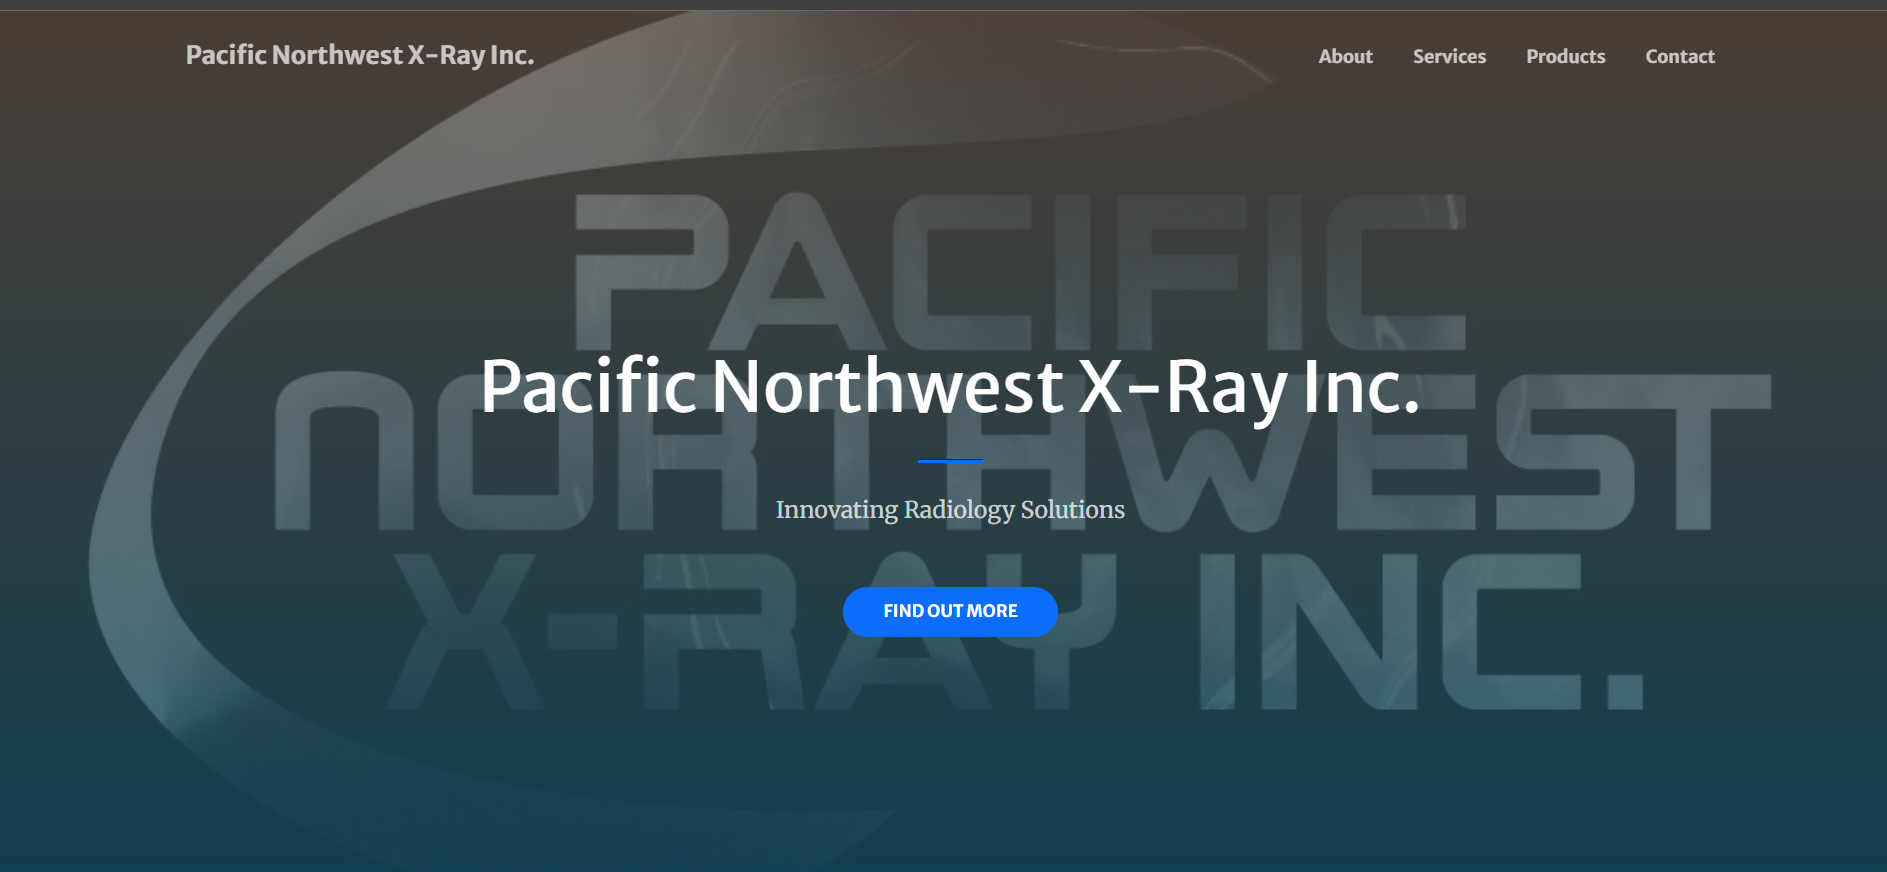 Pacific Northwest X-Ray Inc.
About Services Products Contact
PACIFIC
NORTHWEST
X-RAY INC.
Pacific Northwest X-Ray Inc.
Innovating Radiology Solutions
FIND OUT MORE